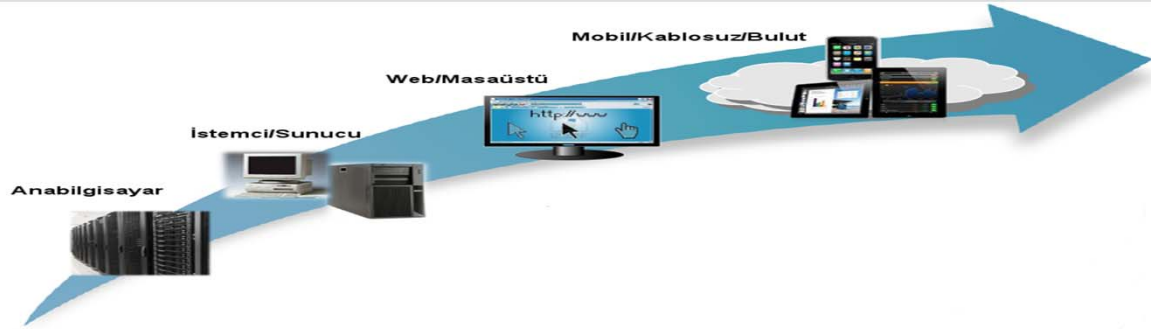 Mobil/Kablosuz/Bulut
Web/Masaüstü
http://www
İstemci/Sunucu
Anabilgisayar